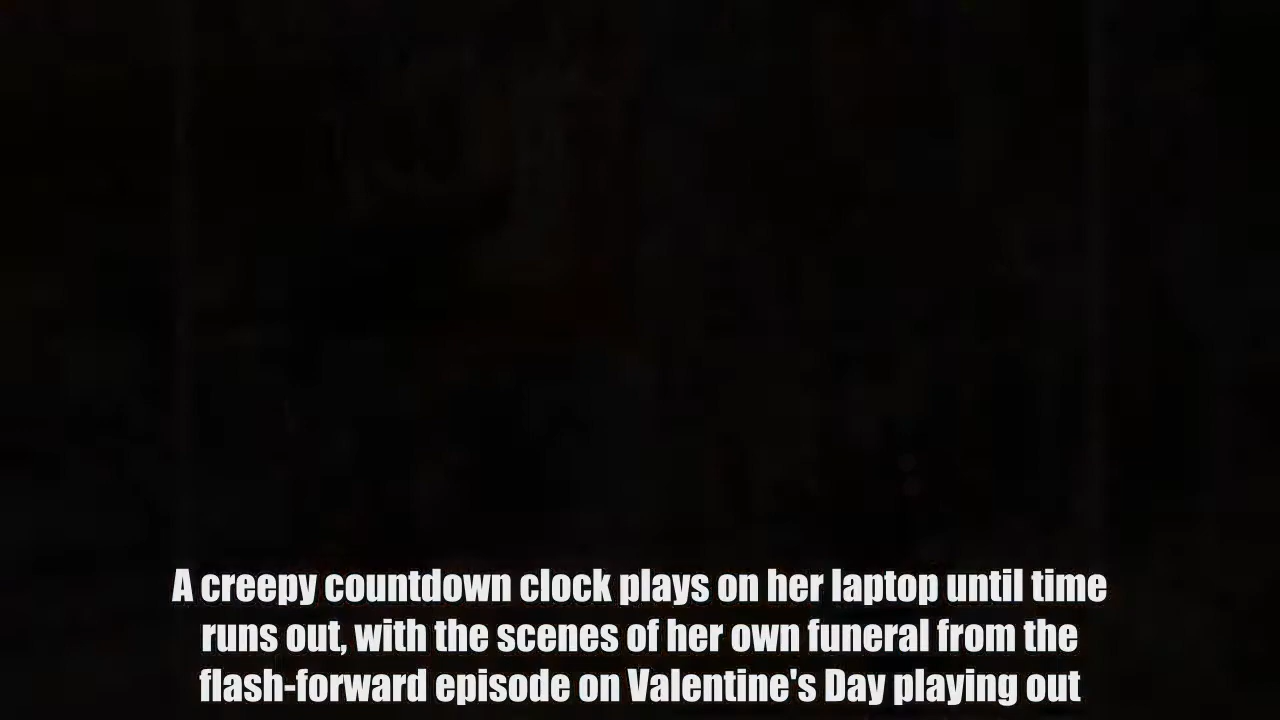 A creepy countdown clock plays on her laptop until time
runs out, with the scenes of her own funeral from the
flash-forward episode on Valentine's Day playing out